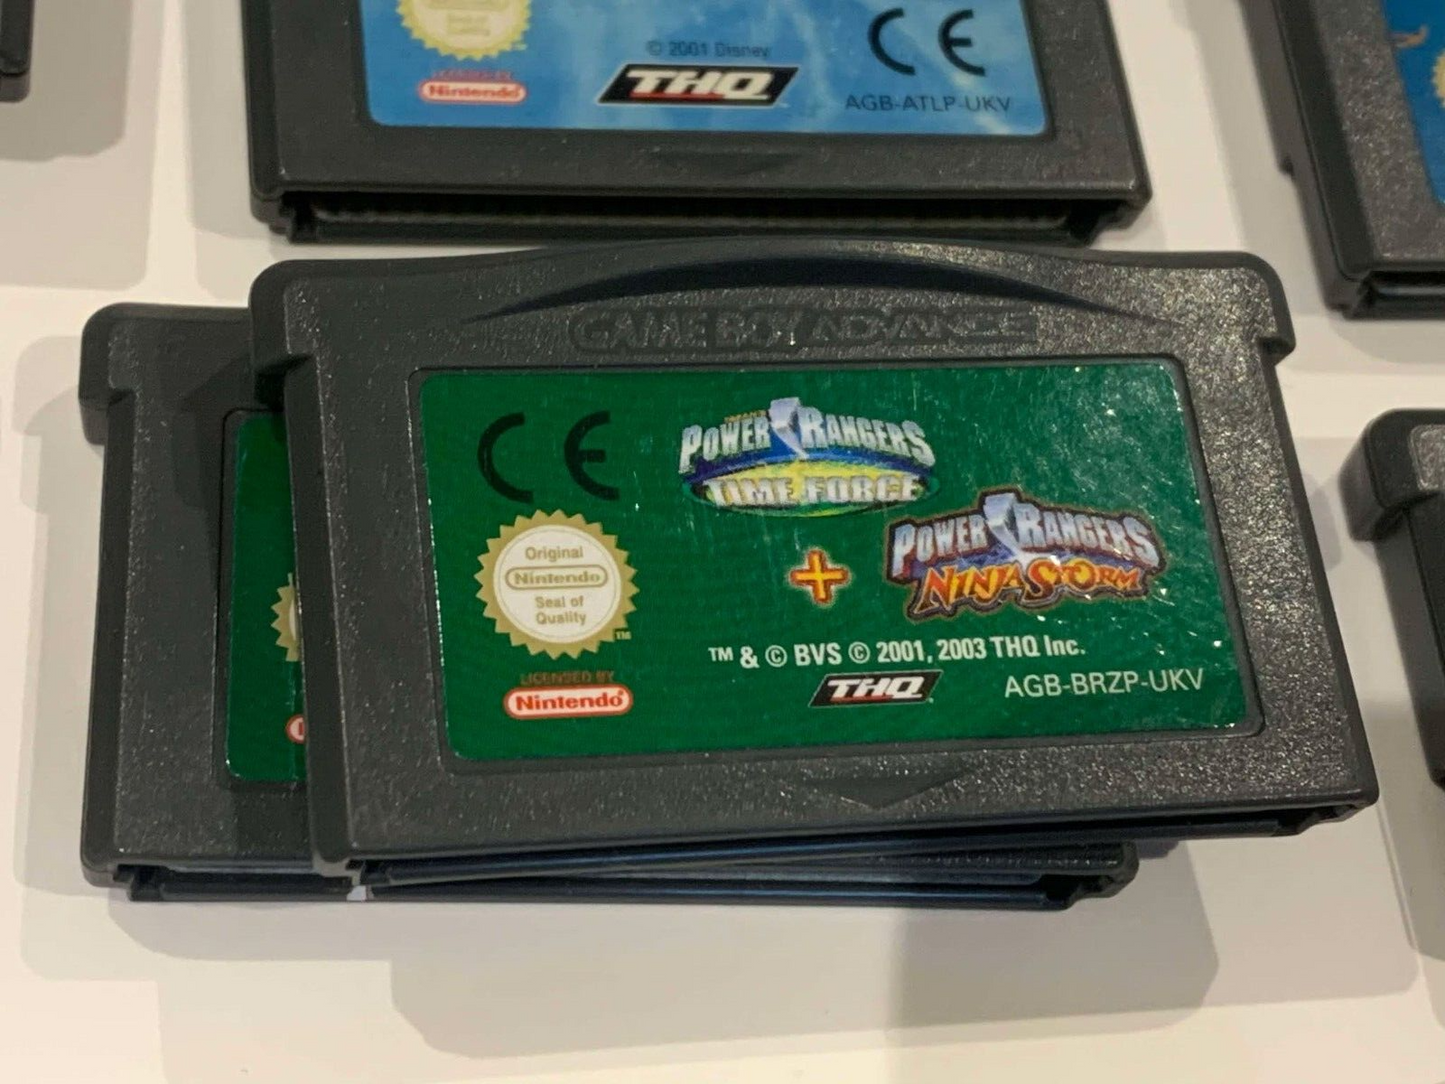 © 2001 Disney
LICENSED BY
Nintendo
THQ
CE
AGB-ATLP-UKV
GAME BOY ADVANCE
CE
POWER RANGERS
TIME FORCE
POWER RANGERS
NINJA STORM
+
Original
Nintendo
Seal of
Quality
TM
™ & © BVS © 2001, 2003 THQ Inc.
LICENSED BY
Nintendo
THQ
AGB-BRZP-UKV